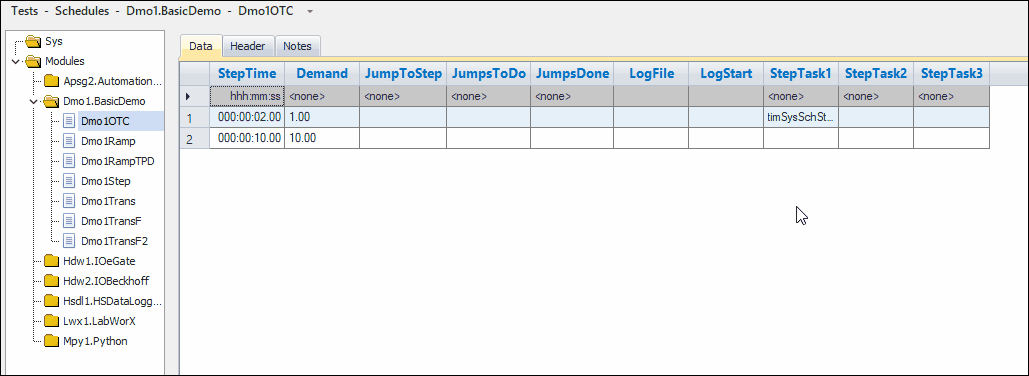 Tests - Schedules - Dmo1.BasicDemo - Dmo1OTC
Sys
Modules
Apsg2.Automation...
Dmo1.BasicDemo
Dmo1OTC
Dmo1Ramp
Dmo1RampTPD
Dmo1Step
Dmo1Trans
Dmo1TransF
Dmo1TransF2
Hdw1.IOeGate
Hdw2.IOBeckhoff
Hsdl1.HSDataLogg...
Lwx1.LabWorX
Mpy1.Python
Data Header Notes
StepTime Demand JumpToStep JumpsToDo JumpsDone LogFile LogStart StepTask1 StepTask2 StepTask3
hhh:mm:ss <none> <none> <none> <none> <none> <none> <none> <none> <none>
1 000:00:02.00 1.00 timSysSchSt...
2 000:00:10.00 10.00